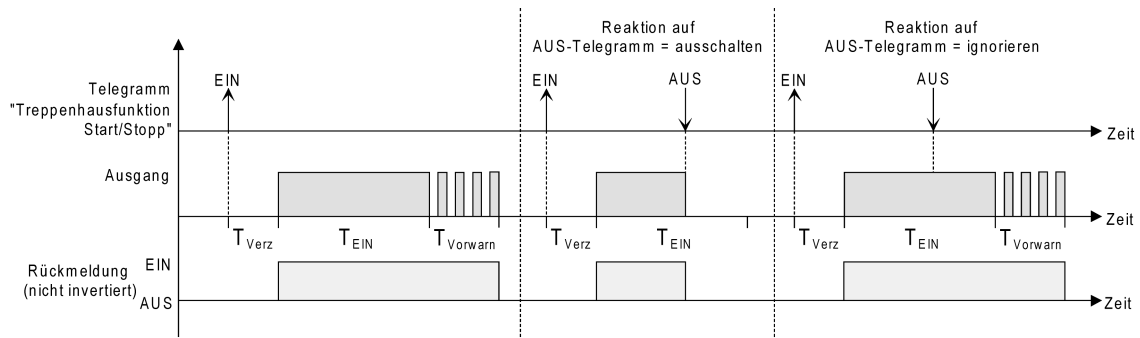 Reaktion auf
AUS-Telegramm = ausschalten
Reaktion auf
AUS-Telegramm = ignorieren
Telegramm
"Treppenhausfunktion
Start/Stopp"
EIN
EIN
AUS
EIN
AUS
Zeit
Ausgang
Zeit
T Verz
T EIN
T Vorwarn
T Verz
T EIN
T Verz
T EIN
T Vorwarn
Rückmeldung
(nicht invertiert)
EIN
AUS
Zeit